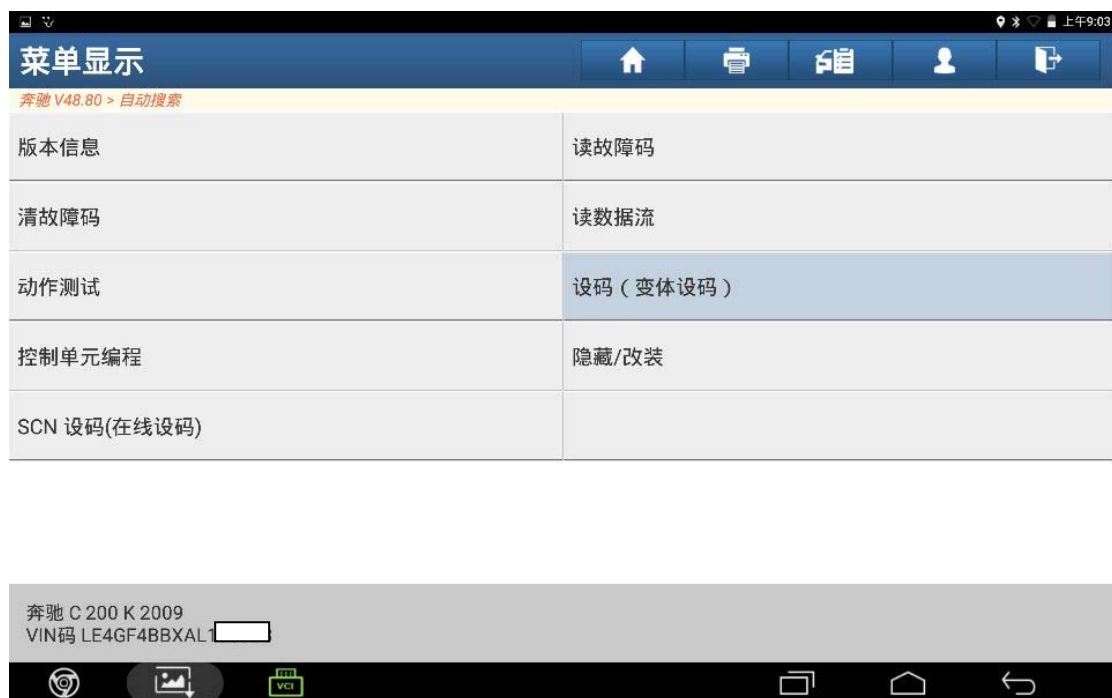 上午9:03
菜单显示
奔驰 V48.80 > 自动搜索
版本信息
读故障码
清故障码
读数据流
动作测试
设码（变体设码）
控制单元编程
隐藏/改装
SCN 设码(在线设码)
奔驰 C 200 K 2009
VIN码 LE4GF4BBXAL1
VCI